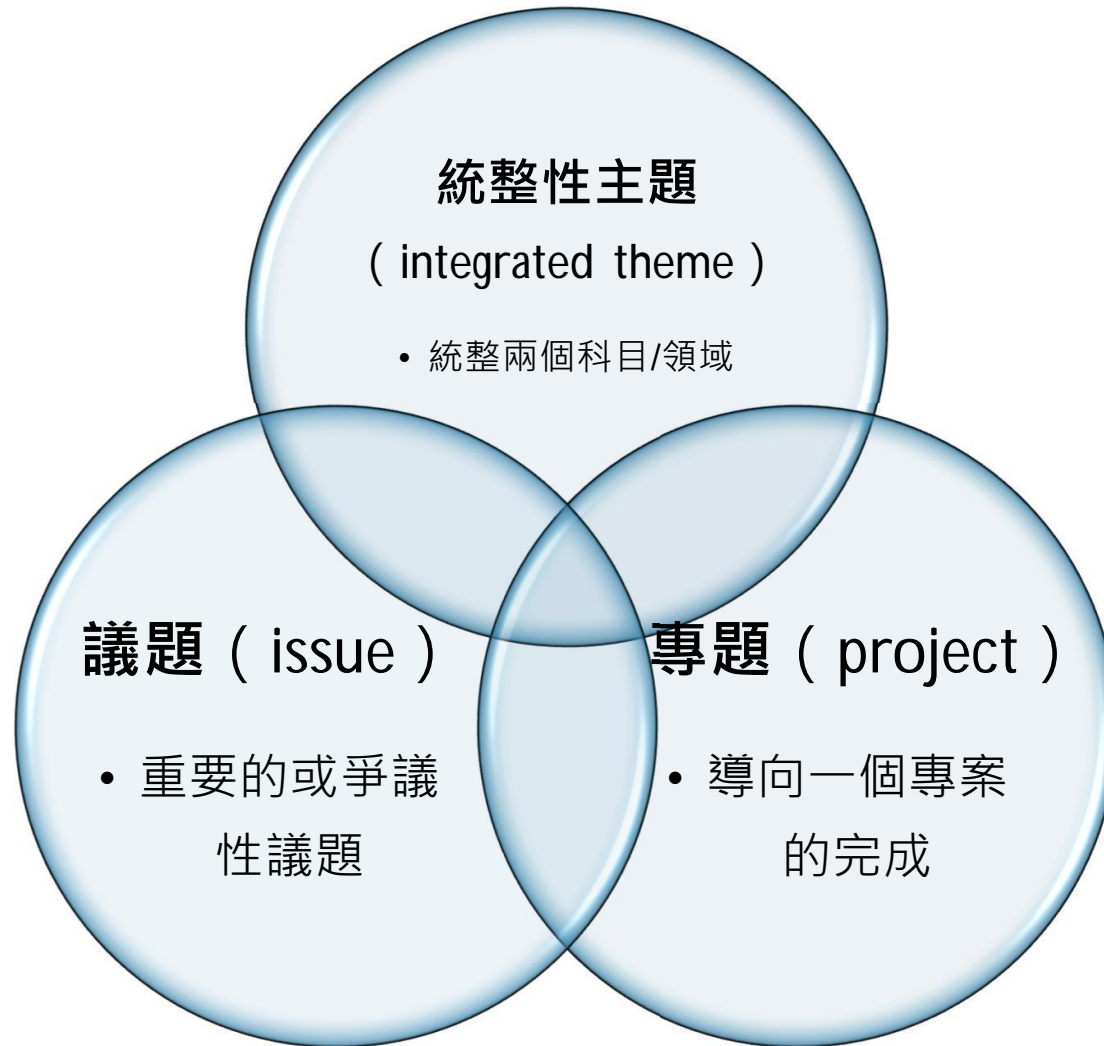 統整性主題
（integrated theme）
• 統整兩個科目/領域
議題（issue）
• 重要的或爭議
性議題
專題（project）
• 導向一個專案
的完成